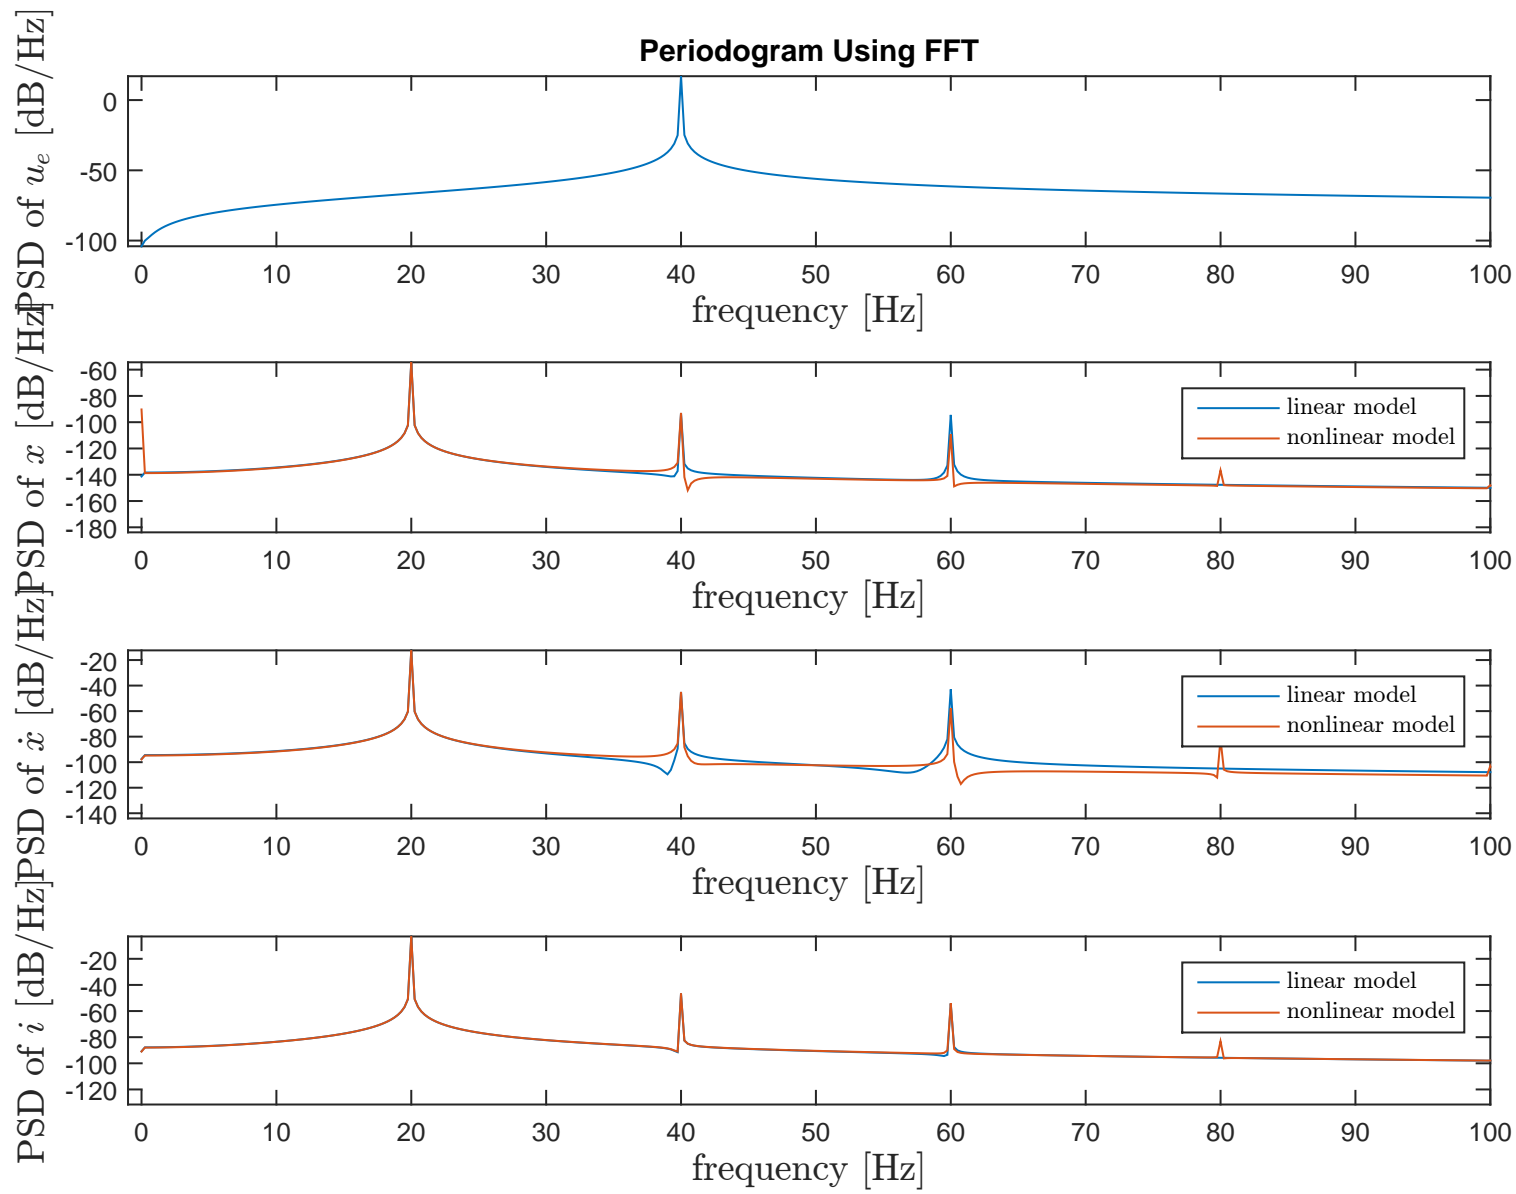 Periodogram Using FFT
PSD of u_e [dB/Hz]
0
-50
-100
0 10 20 30 40 50 60 70 80 90 100
frequency [Hz]
PSD of x [dB/Hz]
-60
-80
-100
-120
-140
-160
-180
linear model
nonlinear model
0 10 20 30 40 50 60 70 80 90 100
frequency [Hz]
PSD of ẋ [dB/Hz]
-20
-40
-60
-80
-100
-120
-140
linear model
nonlinear model
0 10 20 30 40 50 60 70 80 90 100
frequency [Hz]
PSD of i [dB/Hz]
-20
-40
-60
-80
-100
-120
linear model
nonlinear model
0 10 20 30 40 50 60 70 80 90 100
frequency [Hz]